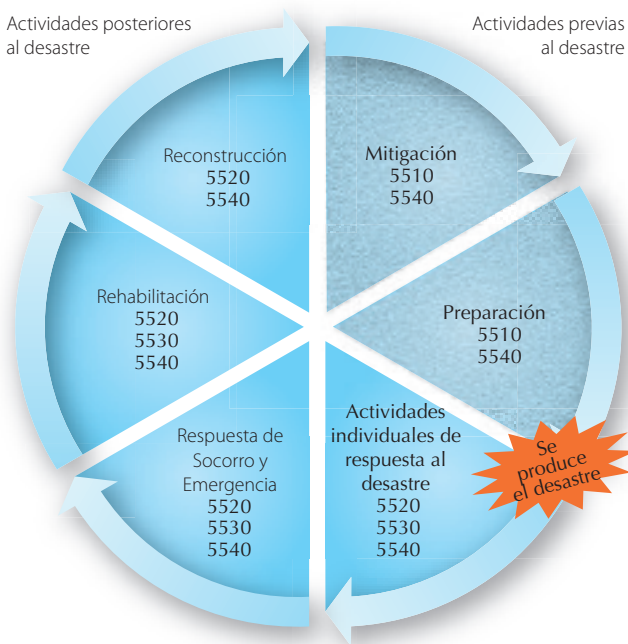 Actividades posteriores
al desastre
Actividades previas
al desastre
Reconstrucción
5520
5540
Mitigación
5510
5540
Rehabilitación
5520
5530
5540
Preparación
5510
5540
Respuesta de
Socorro y
Emergencia
5520
5530
5540
Actividades
individuales de
respuesta al
desastre
5520
5530
5540
Se
produce
el desastre